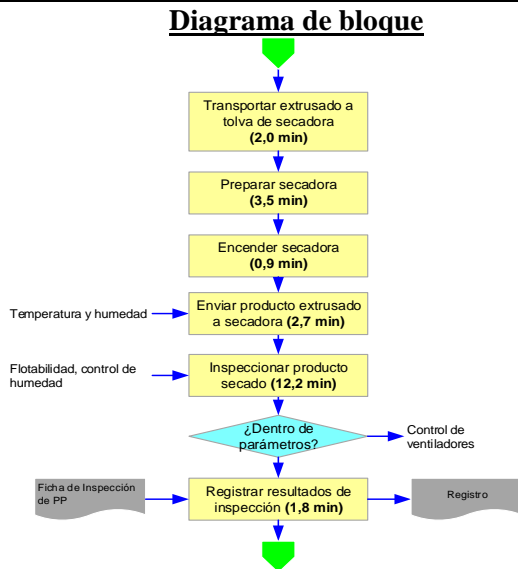 Diagrama de bloque
Transportar extrusado a
tolva de secadora
(2,0 min)
Preparar secadora
(3,5 min)
Encender secadora
(0,9 min)
Temperatura y humedad
Enviar producto extrusado
a secadora (2,7 min)
Flotabilidad, control de
humedad
Inspeccionar producto
secado (12,2 min)
¿Dentro de
parámetros?
Control de
ventiladores
Ficha de Inspección
de PP
Registrar resultados de
inspección (1,8 min)
Registro